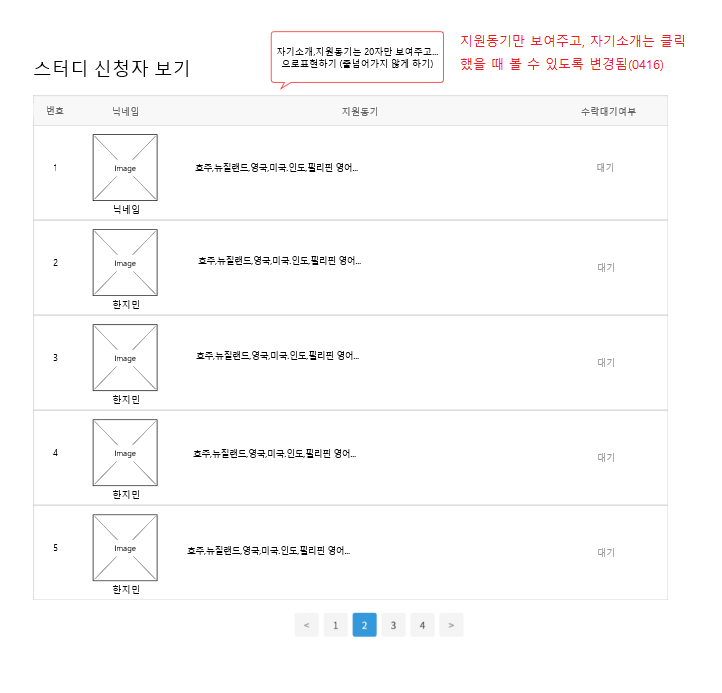 자기소개,지원동기는 20자만 보여주고...
으로표현하기 (줄넘어가지 않게 하기)
지원동기만 보여주고, 자기소개는 클릭
했을 때 볼 수 있도록 변경됨(0416)
스터디 신청자 보기
번호 닉네임 지원동기 수락대기여부
1 Image 호주,뉴질랜드,영국,미국.인도,필리핀 영어... 대기
닉네임
2 Image 호주,뉴질랜드,영국,미국.인도,필리핀 영어... 대기
한지민
3 Image 호주,뉴질랜드,영국,미국.인도,필리핀 영어... 대기
한지민
4 Image 호주,뉴질랜드,영국,미국.인도,필리핀 영어... 대기
한지민
5 Image 호주,뉴질랜드,영국,미국.인도,필리핀 영어... 대기
한지민
< 1 2 3 4 >